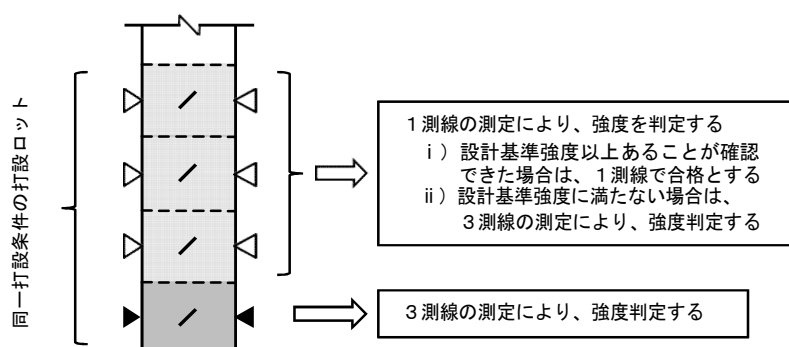 同一打設条件の打設ロット
１測線の測定により、強度を判定する
ⅰ）設計基準強度以上あることが確認
できた場合は、１測線で合格とする
ⅱ）設計基準強度に満たない場合は、
３測線の測定により、強度判定する
３測線の測定により、強度判定する